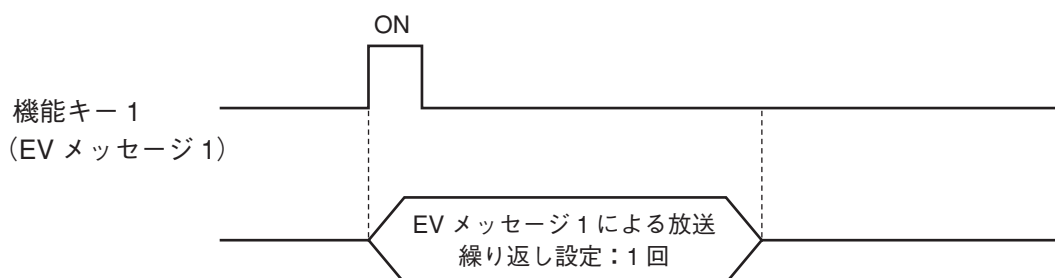 ON
機能キー 1
（EV メッセージ 1）
EV メッセージ 1 による放送
繰り返し設定：1 回